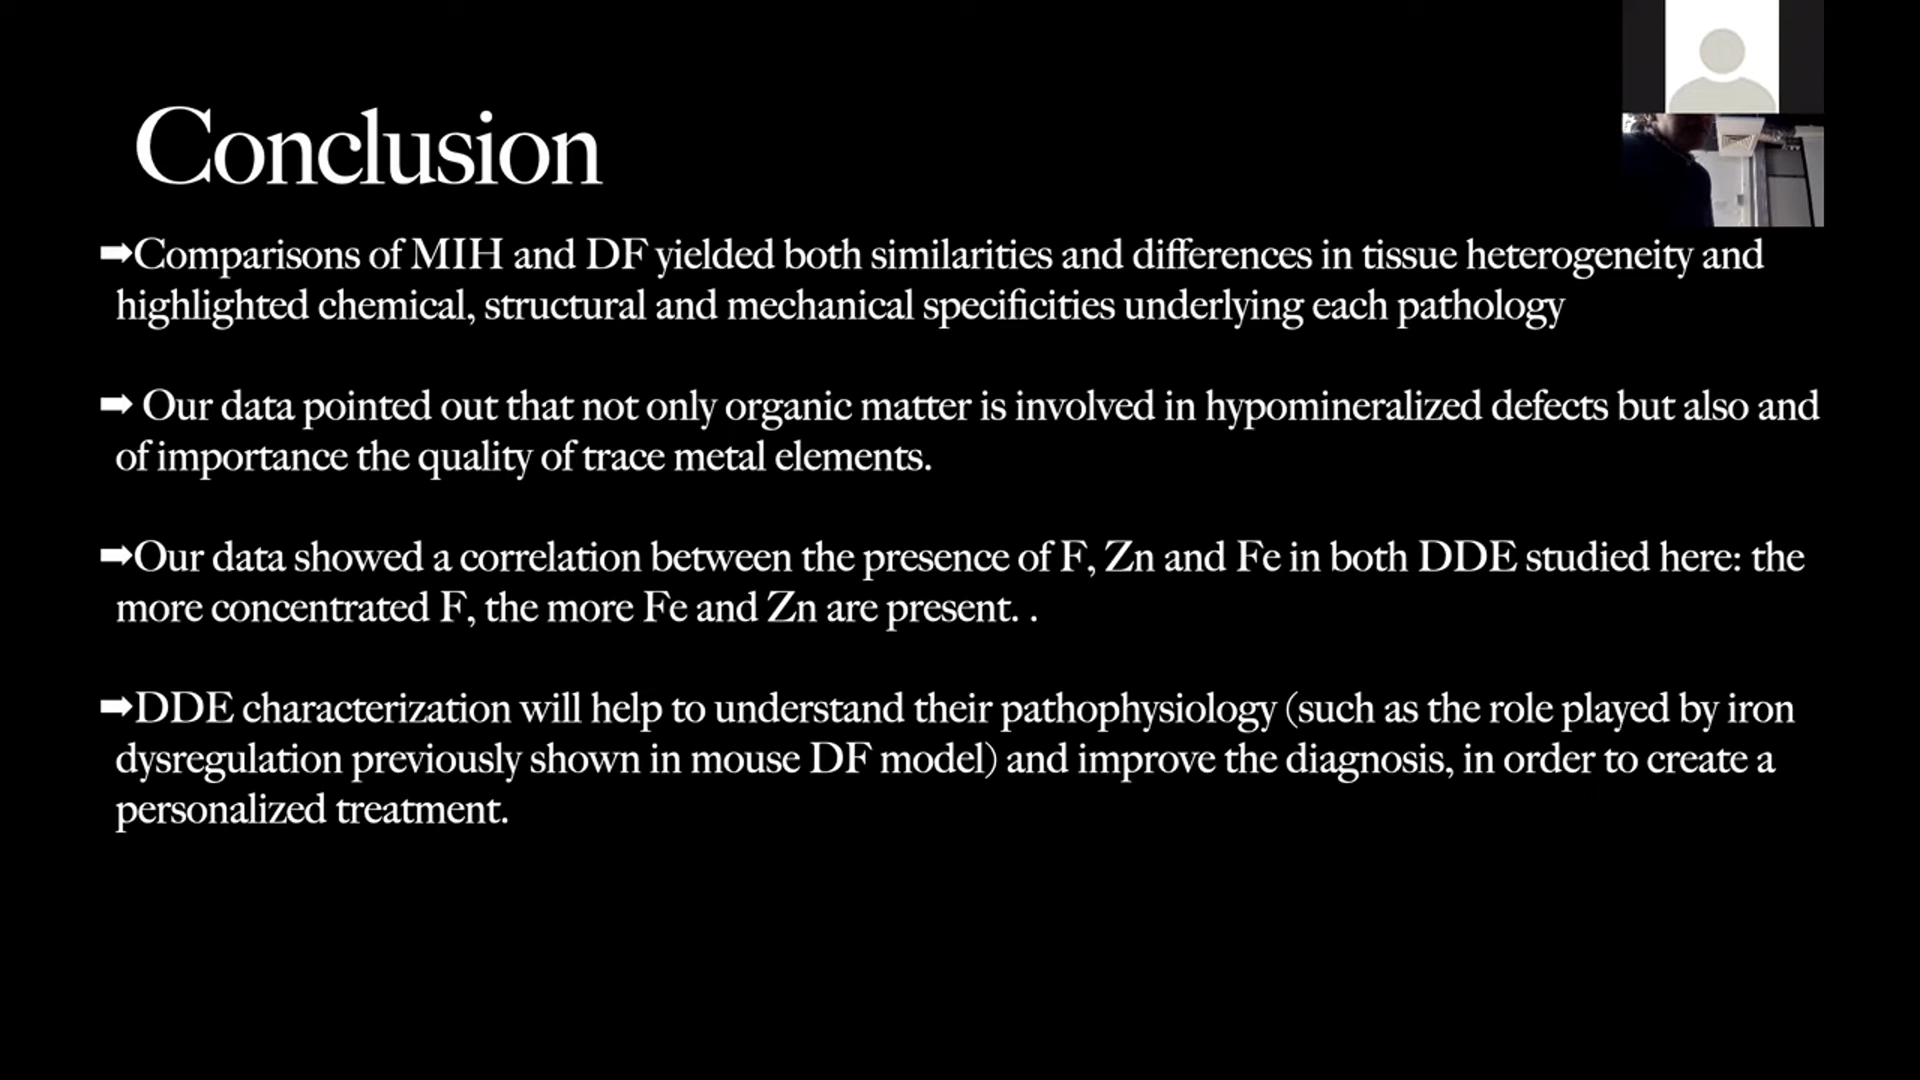 Conclusion
➡Comparisons of MIH and DF yielded both similarities and differences in tissue heterogeneity and
highlighted chemical, structural and mechanical specificities underlying each pathology
➡ Our data pointed out that not only organic matter is involved in hypomineralized defects but also and
of importance the quality of trace metal elements.
➡Our data showed a correlation between the presence of F, Zn and Fe in both DDE studied here: the
more concentrated F, the more Fe and Zn are present. .
➡DDE characterization will help to understand their pathophysiology (such as the role played by iron
dysregulation previously shown in mouse DF model) and improve the diagnosis, in order to create a
personalized treatment.